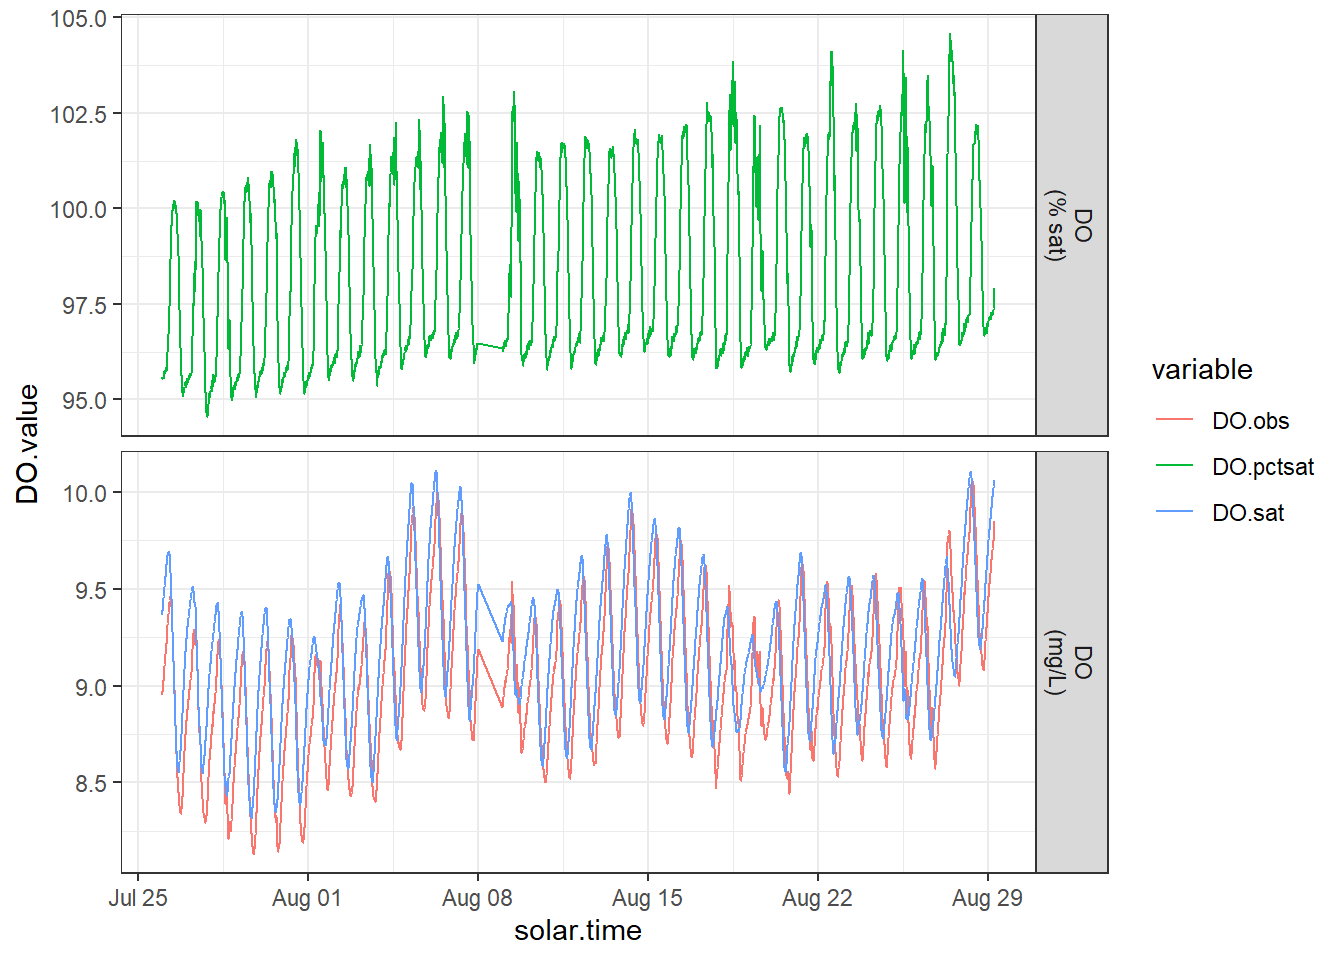 DO.value
105.0
102.5
100.0
97.5
95.0
DO
(% sat)
10.0
9.5
9.0
8.5
DO
(mg/L)
Jul 25 Aug 01 Aug 08 Aug 15 Aug 22 Aug 29
solar.time
variable
DO.obs
DO.pctsat
DO.sat